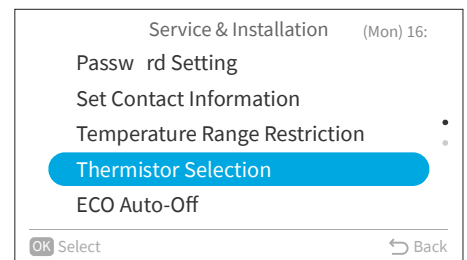 Service & Installation (Mon) 16:
Passw rd Setting
Set Contact Information
Temperature Range Restriction
Thermistor Selection
ECO Auto-Off
OK Select Back